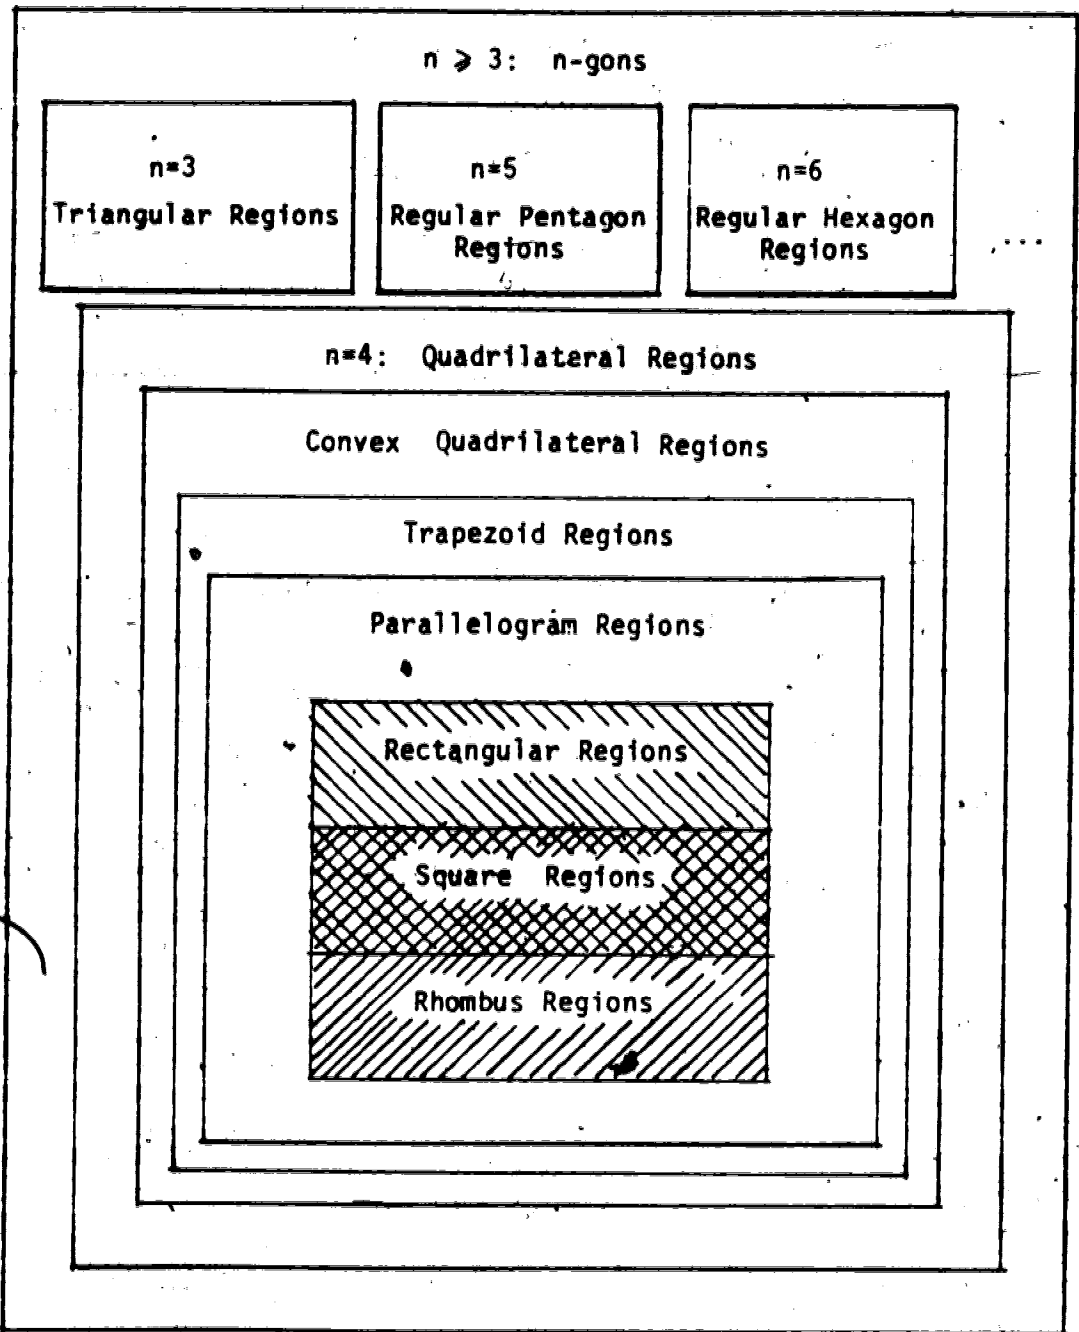 n ⩾ 3: n-gons
n=3
Triangular Regions
n=5
Regular Pentagon
Regions
n=6
Regular Hexagon
Regions
...
n=4: Quadrilateral Regions
Convex Quadrilateral Regions
Trapezoid Regions
Parallelogram Regions
Rectangular Regions
Square Regions
Rhombus Regions